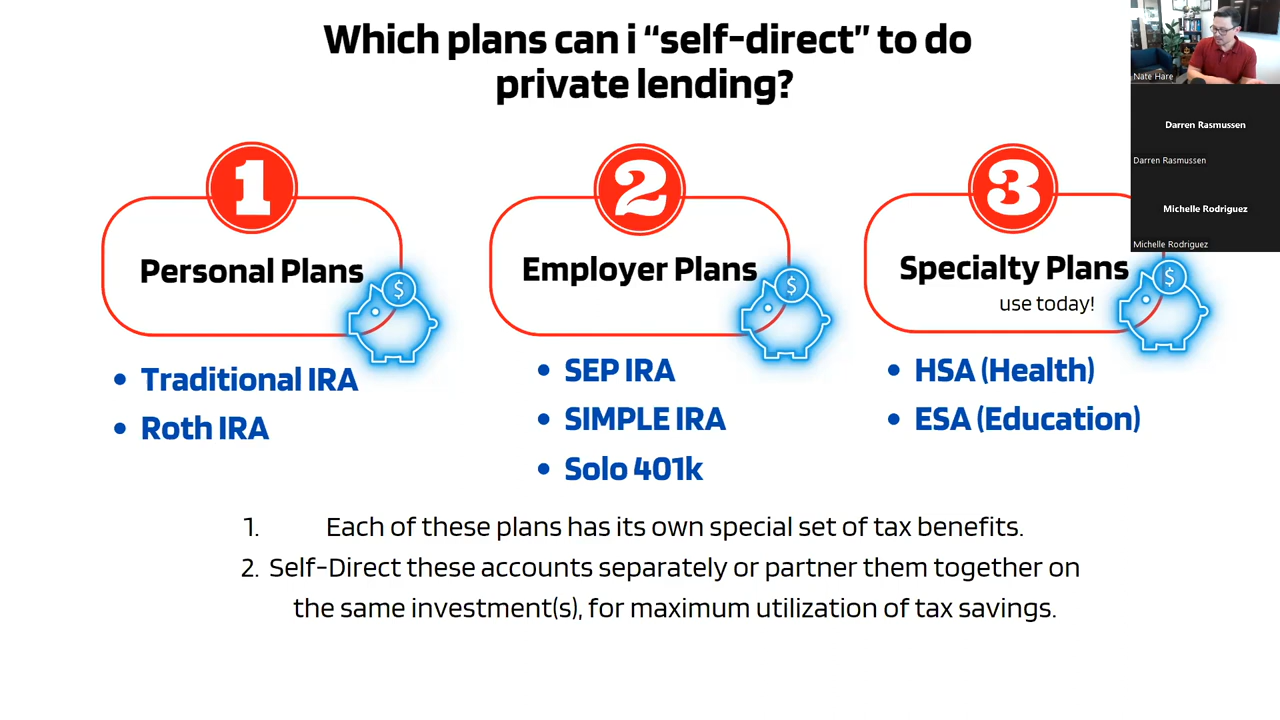 Which plans can i “self-direct” to do
private lending?
Nate Hare
Darren Rasmussen
Darren Rasmussen
Michelle Rodriguez
Michelle Rodriguez
1
Personal Plans
$
• Traditional IRA
• Roth IRA
2
Employer Plans
$
• SEP IRA
• SIMPLE IRA
• Solo 401k
3
Specialty Plans
use today!
$
• HSA (Health)
• ESA (Education)
1. Each of these plans has its own special set of tax benefits.
2. Self-Direct these accounts separately or partner them together on
the same investment(s), for maximum utilization of tax savings.